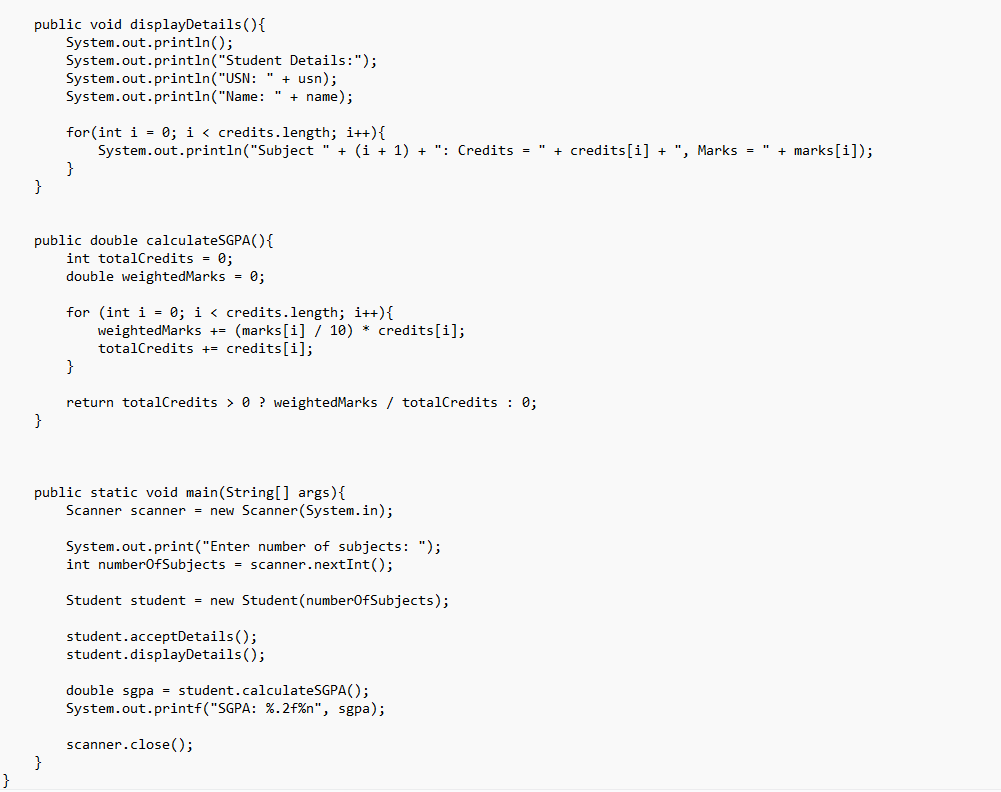 public void displayDetails(){
System.out.println();
System.out.println("Student Details:");
System.out.println("USN: " + usn);
System.out.println("Name: " + name);
for(int i = 0; i < credits.length; i++){
System.out.println("Subject " + (i + 1) + ": Credits = " + credits[i] + ", Marks = " + marks[i]);
}
}
public double calculateSGPA(){
int totalCredits = 0;
double weightedMarks = 0;
for (int i = 0; i < credits.length; i++){
weightedMarks += (marks[i] / 10) * credits[i];
totalCredits += credits[i];
}
return totalCredits > 0 ? weightedMarks / totalCredits : 0;
}
public static void main(String[] args){
Scanner scanner = new Scanner(System.in);
System.out.print("Enter number of subjects: ");
int numberOfSubjects = scanner.nextInt();
Student student = new Student(numberOfSubjects);
student.acceptDetails();
student.displayDetails();
double sgpa = student.calculateSGPA();
System.out.printf("SGPA: %.2f%n", sgpa);
scanner.close();
}
}